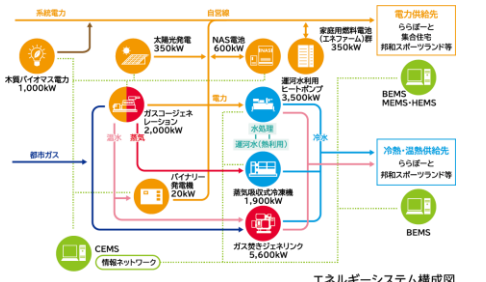 系統電力
自営線
太陽光発電
350kW
NAS電池
600kW
家庭用燃料電池
(エネファーム)群
350kW
電力供給先
ららぽーと
集合住宅
邦和スポーツランド等
木質バイオマス電力
1,000kW
運河水利用
ヒートポンプ
3,500kW
BEMS
MEMS・HEMS
電力
ガスコージェネ
レーション
2,000kW
水処理
運河水(熱利用)
冷水
温水
蒸気
冷熱・温熱供給先
ららぽーと
邦和スポーツランド等
都市ガス
バイナリー
発電機
20kW
蒸気吸収式冷凍機
1,900kW
BEMS
ガス焚きジェネリンク
5,600kW
CEMS
情報ネットワーク
エネルギーシステム構成図